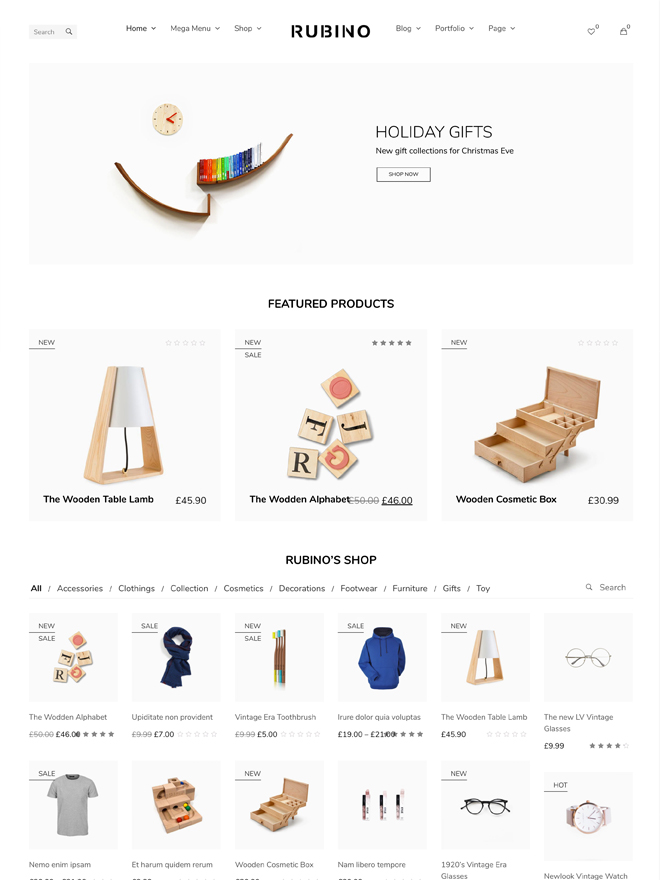 Search
Home
Mega Menu
Shop
RUBINO
Blog
Portfolio
Page
0
0
HOLIDAY GIFTS
New gift collections for Christmas Eve
SHOP NOW
FEATURED PRODUCTS
NEW
The Wooden Table Lamb
£45.90
NEW
SALE
F
J
R
G
The Wodden Alphabet
£50.00 £46.00
NEW
Wooden Cosmetic Box
£30.99
RUBINO'S SHOP
All / Accessories / Clothings / Collection / Cosmetics / Decorations / Footwear / Furniture / Gifts / Toy
Search
NEW
SALE
F
J
R
G
The Wodden Alphabet
£50.00 £46.00
SALE
Upiditate non provident
£9.99 £7.00
NEW
SALE
Vintage Era Toothbrush
£9.99 £5.00
SALE
Irure dolor quia voluptas
£19.00 – £21.00
NEW
The Wooden Table Lamb
£45.90
The new LV Vintage
Glasses
£9.99
SALE
Nemo enim ipsam
Et harum quidem rerum
NEW
Wooden Cosmetic Box
Nam libero tempore
NEW
1920's Vintage Era
Glasses
HOT
Newlook Vintage Watch